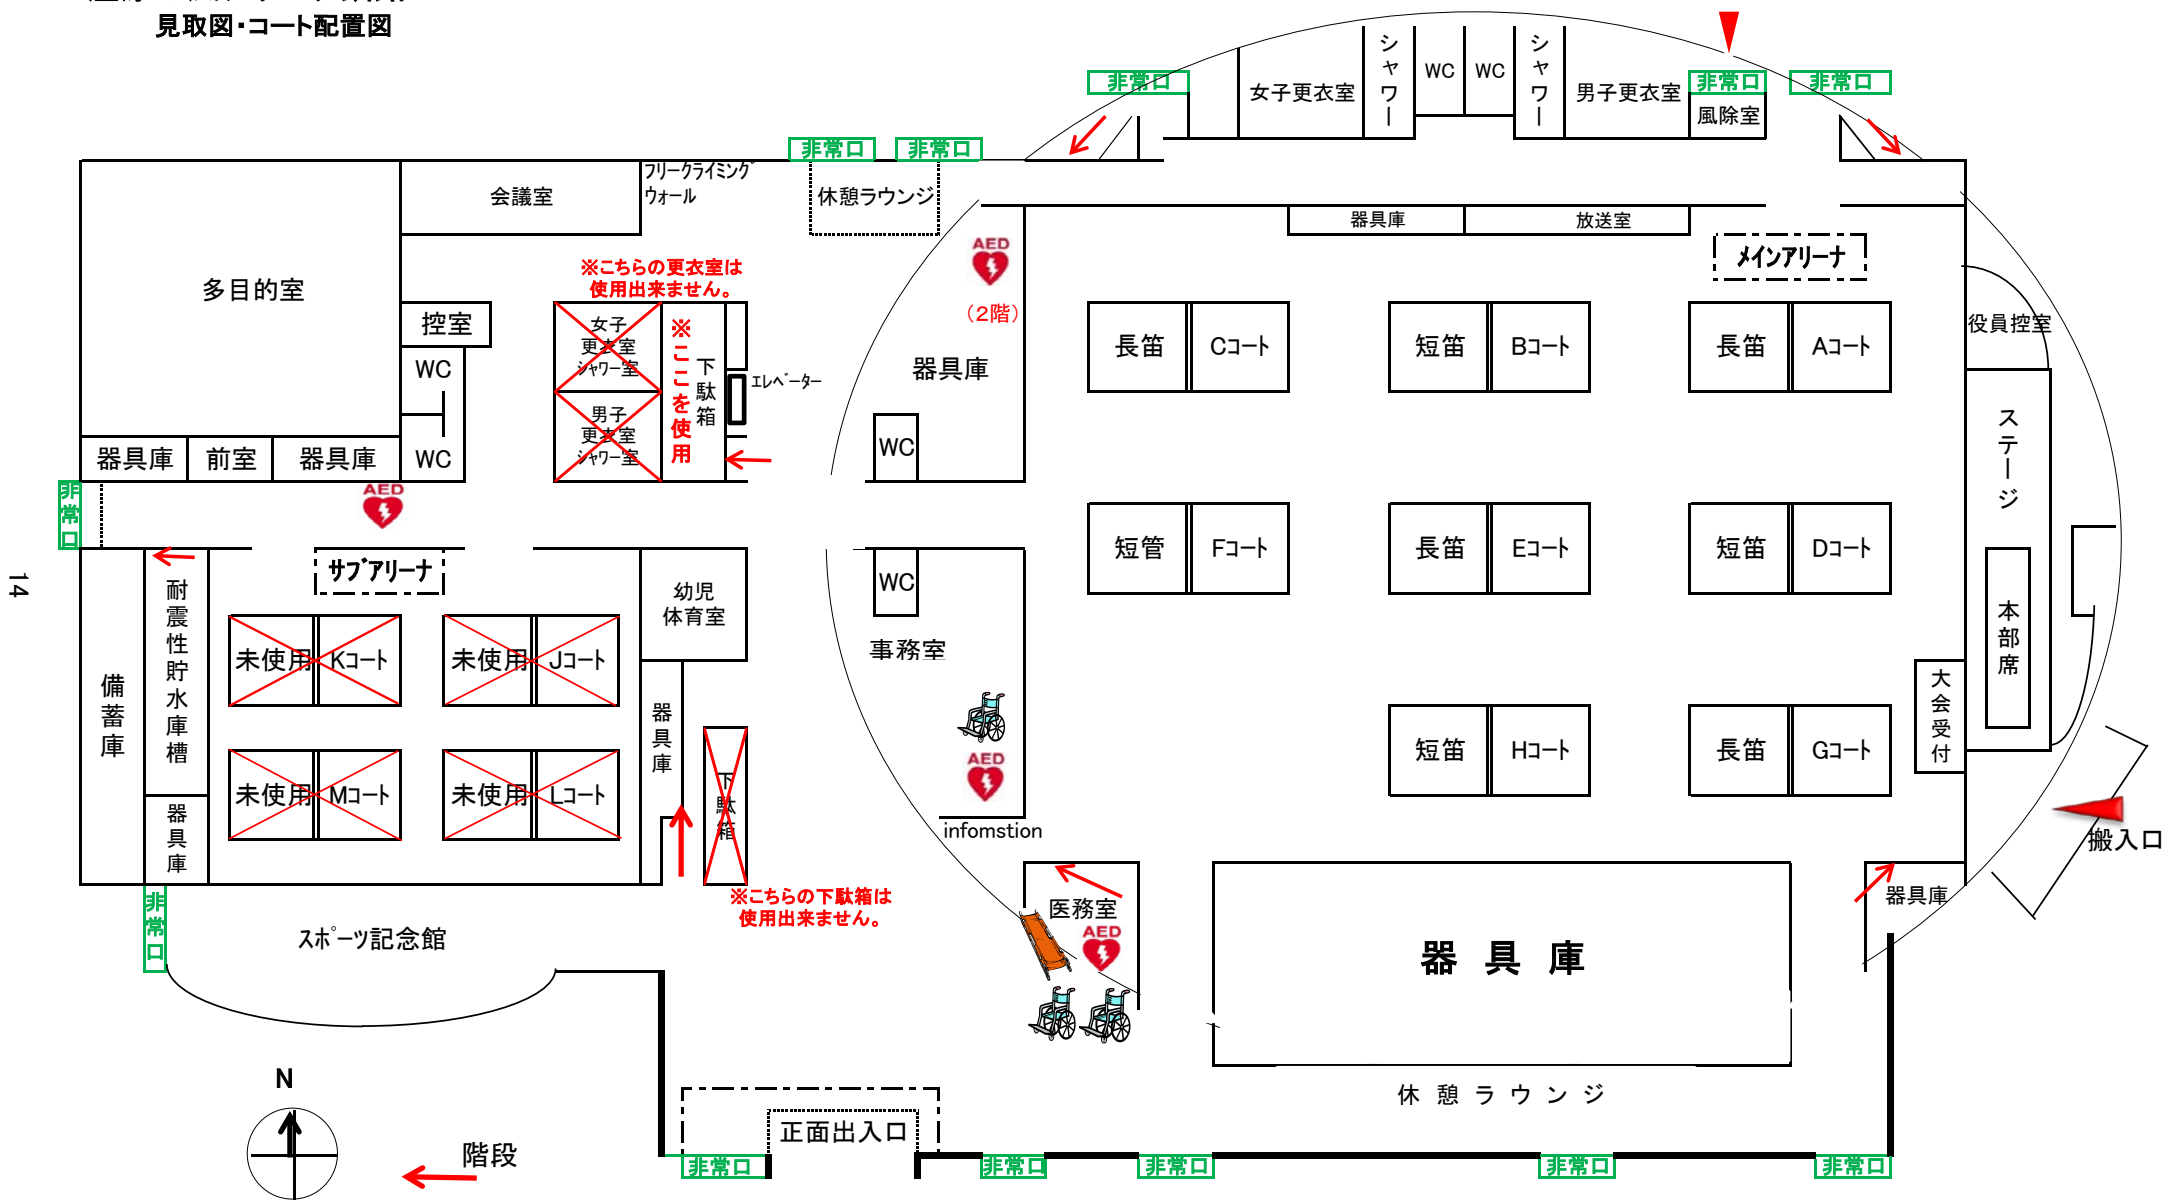 見取図・コート配置図
非常口
女子更衣室
シャワー
WC
WC
シャワー
男子更衣室
非常口
風除室
非常口
非常口
非常口
会議室
フリークライミング
ウォール
休憩ラウンジ
器具庫
放送室
メインアリーナ
多目的室
※こちらの更衣室は
使用出来ません。
AED
(2階)
控室
女子
更衣室
シャワー室
※ここを使用
下駄箱
エレベーター
器具庫
長笛
Cコート
短笛
Bコート
長笛
Aコート
役員控室
WC
男子
更衣室
シャワー室
WC
ステージ
器具庫
前室
器具庫
WC
非常口
AED
短管
Fコート
長笛
Eコート
短笛
Dコート
14
サブアリーナ
耐震性貯水庫槽
幼児
体育室
WC
事務室
本部席
備蓄庫
未使用
Kコート
未使用
Jコート
器具庫
大会受付
未使用
Mコート
未使用
Lコート
下駄箱
AED
短笛
Hコート
長笛
Gコート
器具庫
infomstion
搬入口
※こちらの下駄箱は
使用出来ません。
非常口
スポーツ記念館
医務室
AED
器具庫
器具庫
N
階段
休憩ラウンジ
正面出入口
非常口
非常口
非常口
非常口
非常口